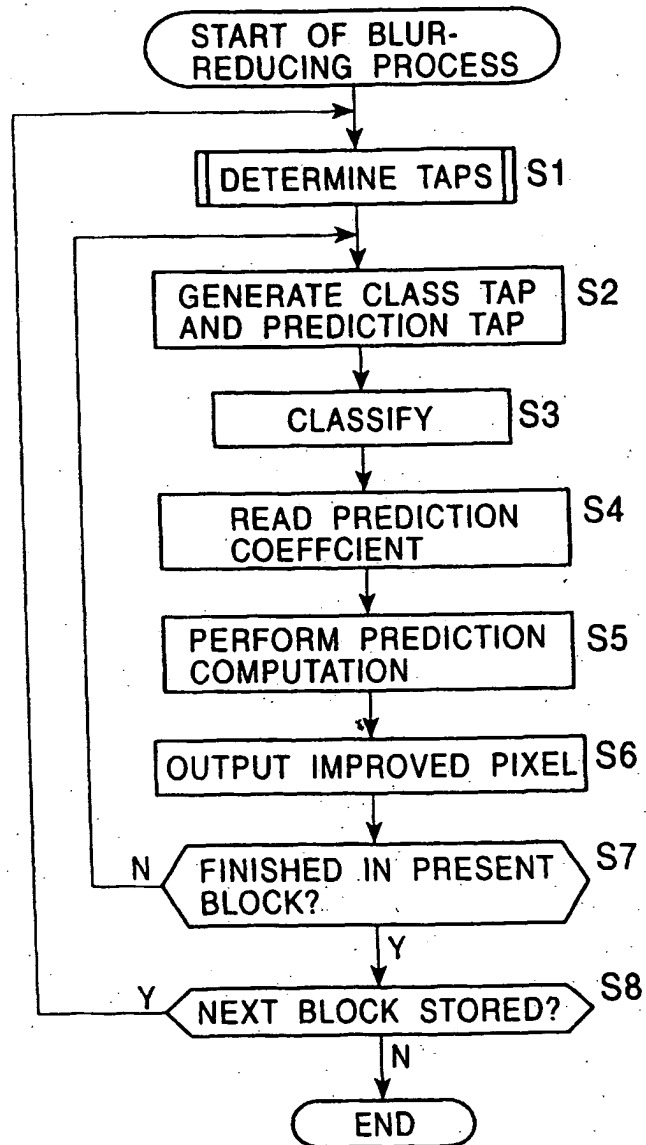 START OF BLUR-
REDUCING PROCESS
DETERMINE TAPS S1
GENERATE CLASS TAP S2
AND PREDICTION TAP
CLASSIFY S3
READ PREDICTION S4
COEFFCIENT
PERFORM PREDICTION S5
COMPUTATION
OUTPUT IMPROVED PIXEL S6
N FINISHED IN PRESENT S7
BLOCK?
Y
Y NEXT BLOCK STORED? S8
N
END